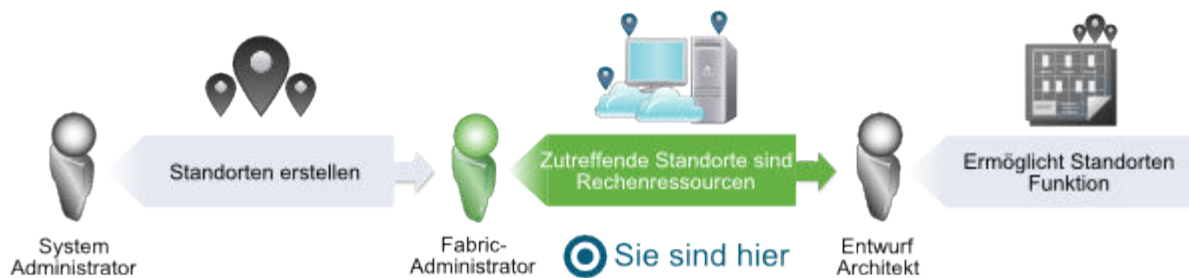 Standorten erstellen
Zutreffende Standorte sind
Rechenressourcen
Ermöglicht Standorten
Funktion
System
Administrator
Fabric-
Administrator
Sie sind hier
Entwurf
Architekt